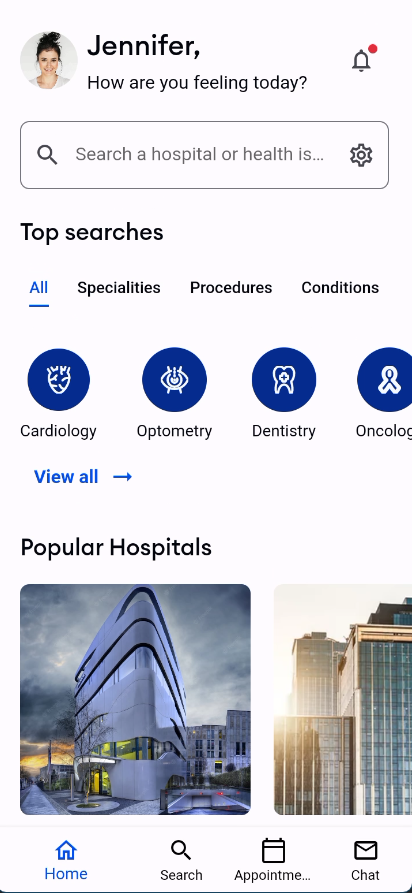 Jennifer,
How are you feeling today?
Search a hospital or health is...
Top searches
All Specialities Procedures Conditions
Cardiology Optometry Dentistry Oncolog
View all
Popular Hospitals
Home Search Appointme... Chat